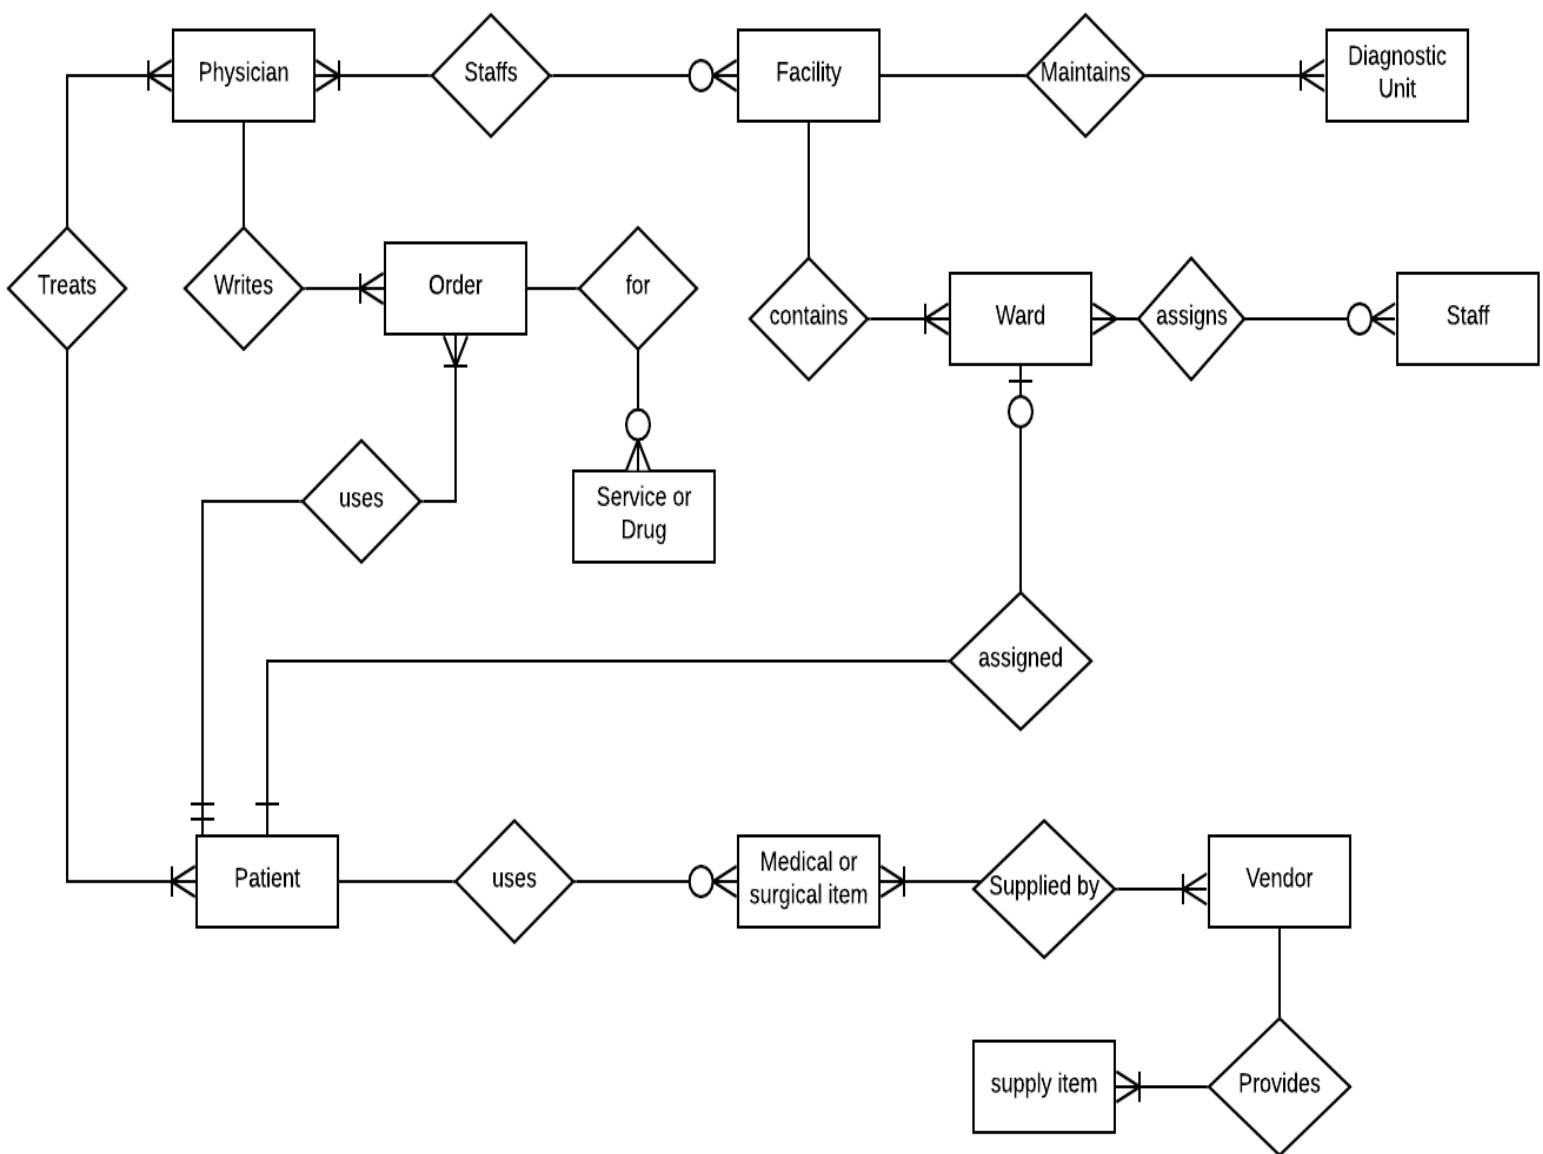 Physician
Staffs
Facility
Maintains
Diagnostic
Unit
Treats
Writes
Order
for
contains
Ward
assigns
Staff
uses
Service or
Drug
assigned
Patient
uses
Medical or
surgical item
Supplied by
Vendor
supply item
Provides